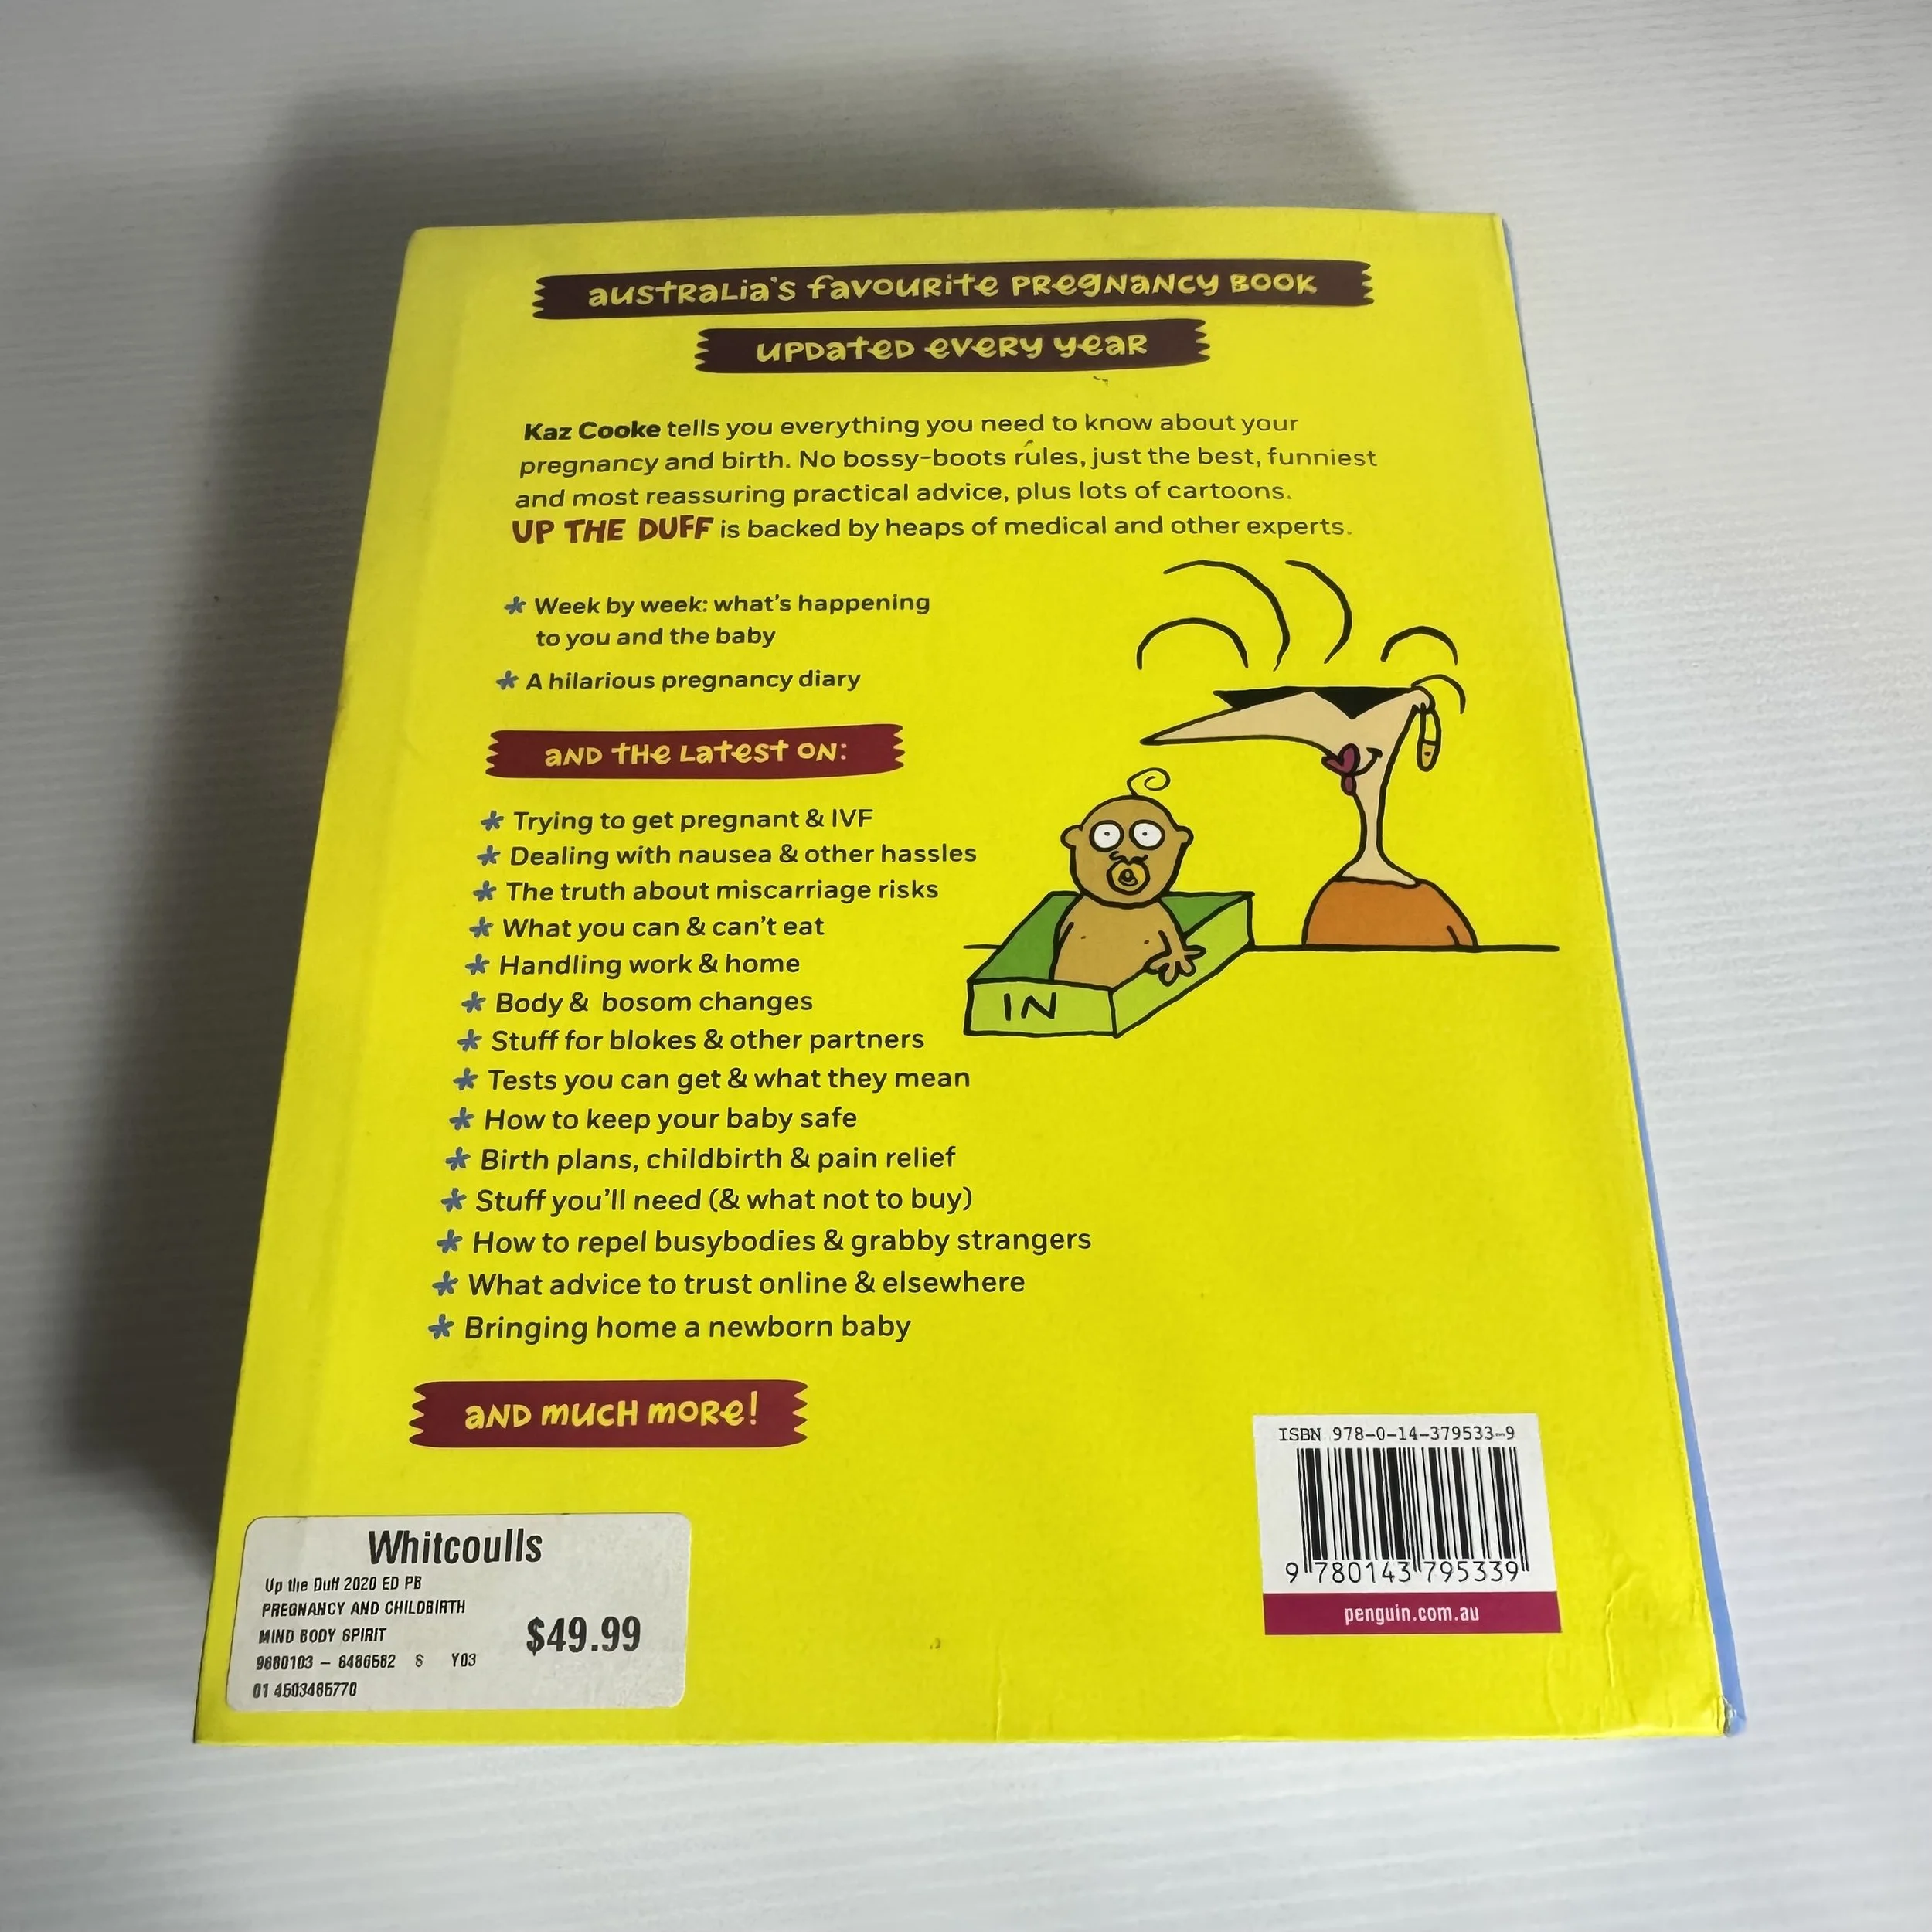 australia's favourite pregnancy book
updated every year
Kaz Cooke tells you everything you need to know about your
pregnancy and birth. No bossy-boots rules, just the best, funniest
and most reassuring practical advice, plus lots of cartoons.
UP THE DUFF is backed by heaps of medical and other experts.
* Week by week: what's happening
to you and the baby
* A hilarious pregnancy diary
and the latest on:
* Trying to get pregnant & IVF
* Dealing with nausea & other hassles
* The truth about miscarriage risks
* What you can & can't eat
* Handling work & home
* Body & bosom changes
* Stuff for blokes & other partners
* Tests you can get & what they mean
* How to keep your baby safe
* Birth plans, childbirth & pain relief
* Stuff you'll need (& what not to buy)
* How to repel busybodies & grabby strangers
* What advice to trust online & elsewhere
* Bringing home a newborn baby
and much more!
IN
ISBN 978-0-14-379533-9
9 780143 795339
penguin.com.au
Whitcoulls
Up the Duff 2020 ED PB
PREGNANCY AND CHILDBIRTH
MIND BODY SPIRIT
$49.99
9680103 – 6486562 S Y03
01 4503465770